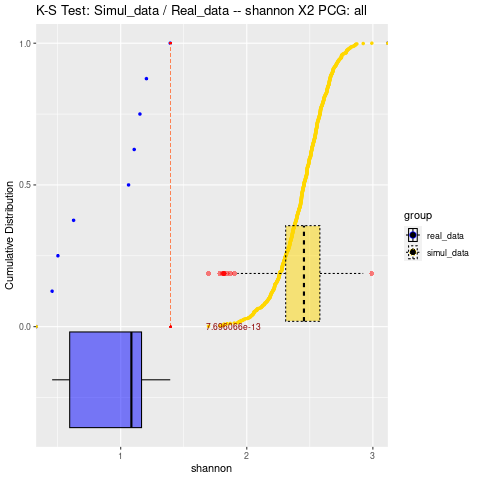 K-S Test: Simul_data / Real_data -- shannon X2 PCG: all
1.0
0.5
0.0
Cumulative Distribution
7.696066e-13
1
2
3
shannon
group
real_data
simul_data